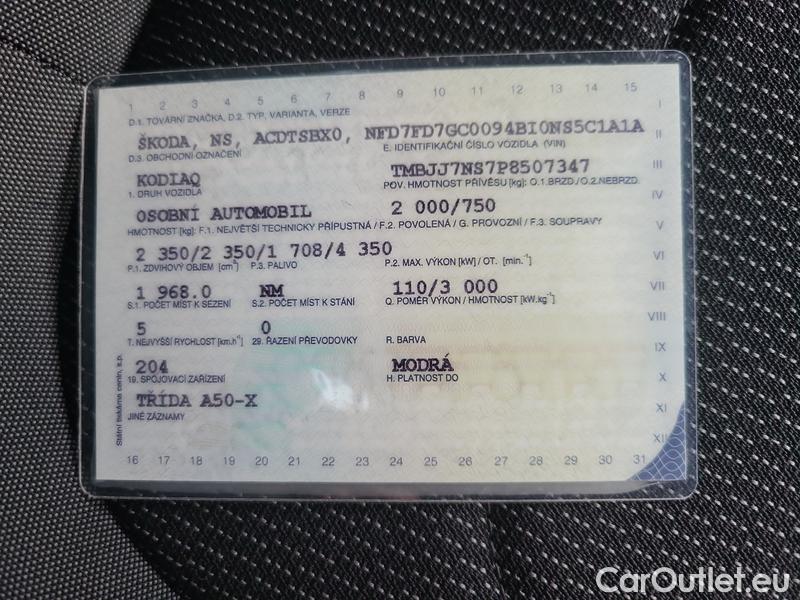 1 2 3 4 5 6 7 8 9 10 11 12 13 14 15
D.1. TOVÁRNÍ ZNAČKA, D.2. TYP, VARIANTA, VERZE
I
ŠKODA, NS, ACDTSBX0, NFD7FD7GC0094BI0NS5C1A1A
II
D.3. OBCHODNÍ OZNAČENÍ E. IDENTIFIKAČNÍ ČÍSLO VOZIDLA (VIN)
KODIAQ TMBJJ7NS7P8507347
III
1. DRUH VOZIDLA POV. HMOTNOST PŘÍVĚSU [kg]: O.1.BRZD./O.2.NEBRZD.
OSOBNÍ AUTOMOBIL 2 000/750
IV
HMOTNOST [kg]: F.1. NEJVĚTŠÍ TECHNICKY PŘÍPUSTNÁ / F.2. POVOLENÁ / G. PROVOZNÍ / F.3. SOUPRAVY
V
2 350/2 350/1 708/4 350
P.1. ZDVIHOVÝ OBJEM [cm³] P.3. PALIVO P.2. MAX. VÝKON [kW] / OT. [min.⁻¹]
VI
1 968.0 NM 110/3 000
VII
S.1. POČET MÍST K SEZENÍ S.2. POČET MÍST K STÁNÍ Q. POMĚR VÝKON / HMOTNOST [kW.kg⁻¹]
5 0
VIII
T. NEJVYŠŠÍ RYCHLOST [km.h⁻¹] 29. ŘAZENÍ PŘEVODOVKY R. BARVA
IX
204 MODRÁ
19. SPOJOVACÍ ZAŘÍZENÍ H. PLATNOST DO
X
TŘÍDA A50-X
XI
JINÉ ZÁZNAMY
XII
16 17 18 19 20 21 22 23 24 25 26 27 28 29 30 31
Státní tiskárna cenin, s.p.
CarOutlet.eu